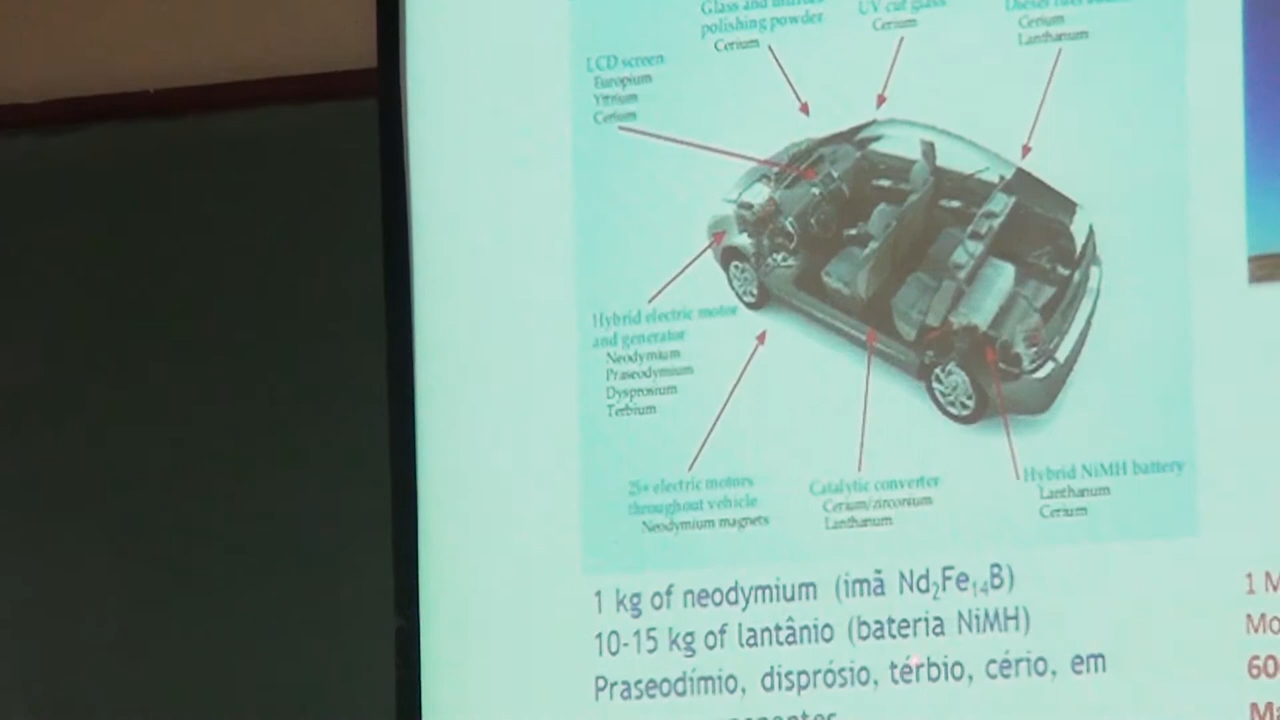 Glass and
polishing powder
Cerium
UV cut glass
Cerium
Diesel fuel
Cerium
Lanthanum
LCD screen
Europium
Yttrium
Cerium
Hybrid electric motor
and generator
Neodymium
Praseodymium
Dysprosium
Terbium
25+ electric motors
throughout vehicle
Neodymium magnets
Catalytic converter
Cerium/zirconium
Lanthanum
Hybrid NiMH battery
Lanthanum
Cerium
1 kg of neodymium (imã Nd₂Fe₁₄B)
10-15 kg of lantânio (bateria NiMH)
Praseodímio, disprósio, térbio, cério, em
1 M
Mo
60